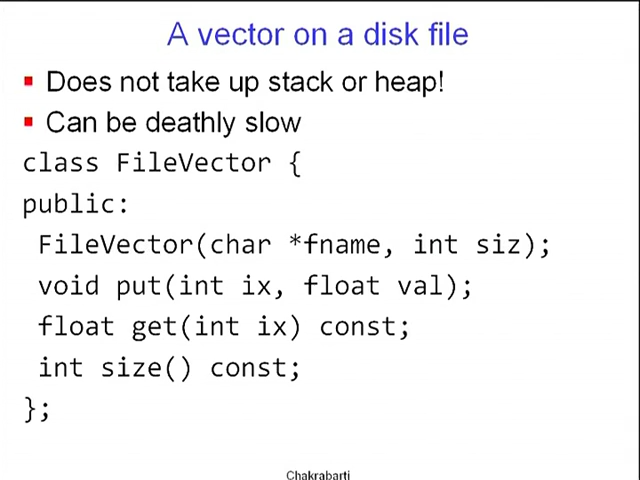 A vector on a disk file
Does not take up stack or heap!
Can be deathly slow
class FileVector {
public:
FileVector(char *fname, int siz);
void put(int ix, float val);
float get(int ix) const;
int size() const;
};
Chakrabarti